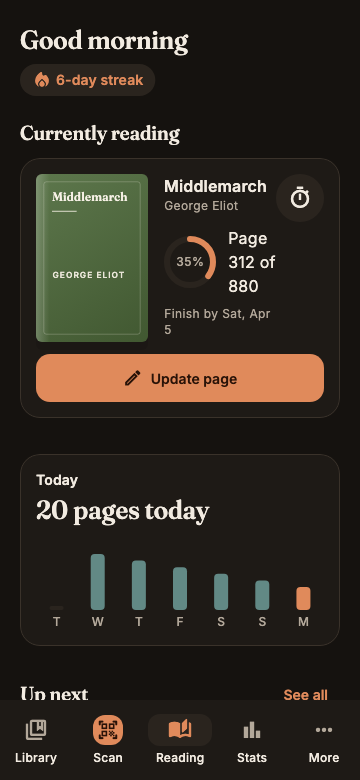 Good morning
6-day streak
Currently reading
Middlemarch
GEORGE ELIOT
Middlemarch
George Eliot
35%
Page
312 of
880
Finish by Sat, Apr
5
Update page
Today
20 pages today
T W T F S S M
Up next
See all
Library Scan Reading Stats More